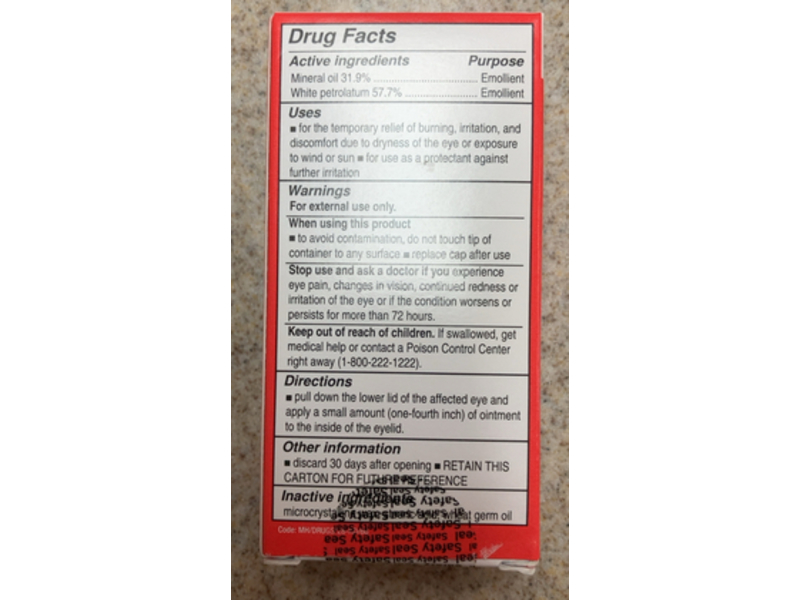 Drug Facts
Active ingredients Purpose
Mineral oil 31.9% ............................... Emollient
White petrolatum 57.7% ...................... Emollient
Uses
■ for the temporary relief of burning, irritation, and
discomfort due to dryness of the eye or exposure
to wind or sun ■ for use as a protectant against
further irritation
Warnings
For external use only.
When using this product
■ to avoid contamination, do not touch tip of
container to any surface ■ replace cap after use
Stop use and ask a doctor if you experience
eye pain, changes in vision, continued redness or
irritation of the eye or if the condition worsens or
persists for more than 72 hours.
Keep out of reach of children. If swallowed, get
medical help or contact a Poison Control Center
right away (1-800-222-1222).
Directions
■ pull down the lower lid of the affected eye and
apply a small amount (one-fourth inch) of ointment
to the inside of the eyelid.
Other information
■ discard 30 days after opening ■ RETAIN THIS
CARTON FOR FUTURE REFERENCE
Inactive ingredients
germ oil
Code:
Safety Seal Safety Seal